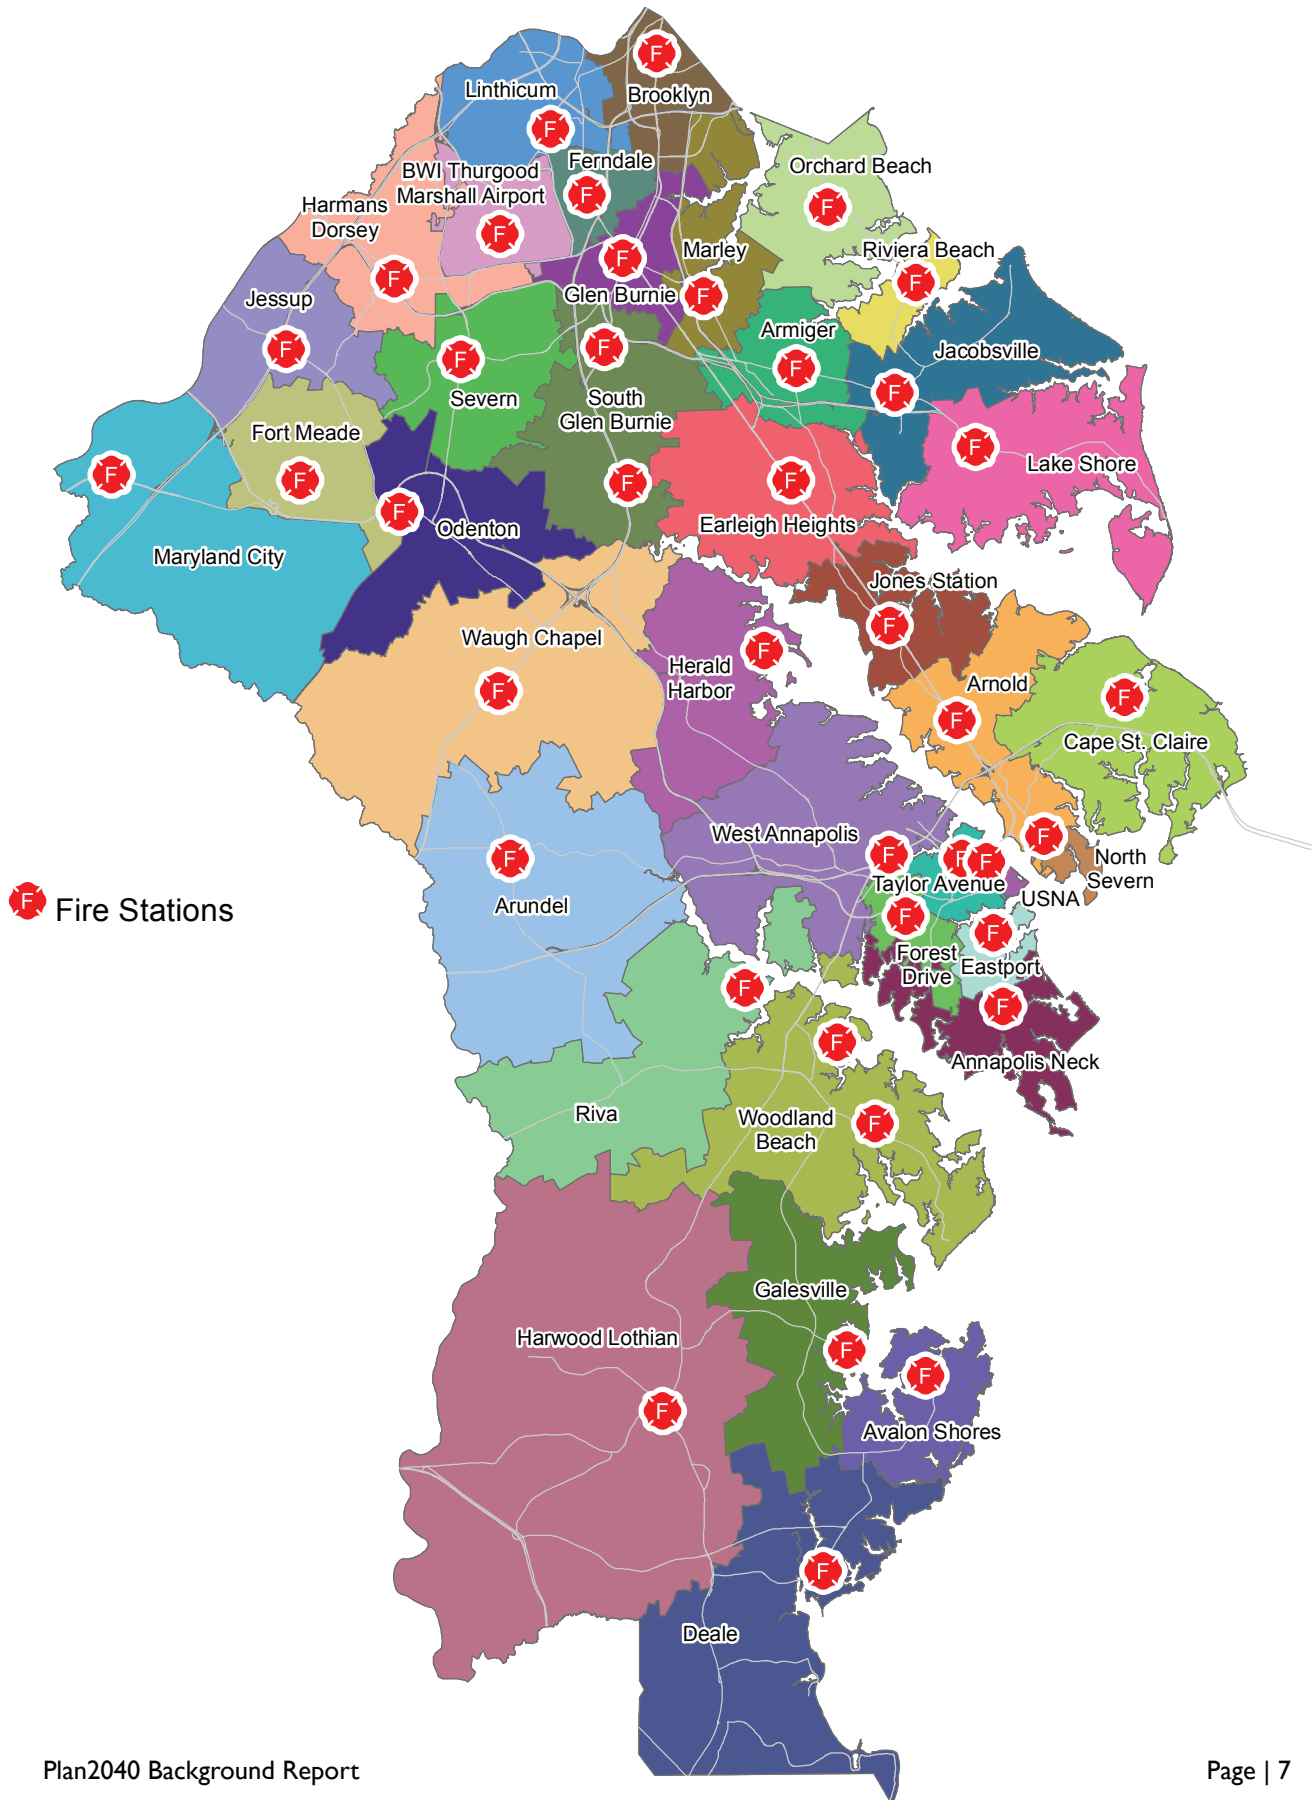 Linthicum
Brooklyn
Ferndale
BWI Thurgood
Marshall Airport
Orchard Beach
Harmans
Dorsey
Marley
Riviera Beach
Jessup
Glen Burnie
Armiger
Jacobsville
Severn
South
Glen Burnie
Fort Meade
Lake Shore
Earleigh Heights
Odenton
Maryland City
Jones Station
Waugh Chapel
Herald
Harbor
Arnold
Cape St. Claire
West Annapolis
North
Severn
Taylor Avenue
USNA
Arundel
F Fire Stations
Forest
Drive
Eastport
Annapolis Neck
Riva
Woodland
Beach
Galesville
Harwood Lothian
Avalon Shores
Deale
Plan2040 Background Report
Page | 7